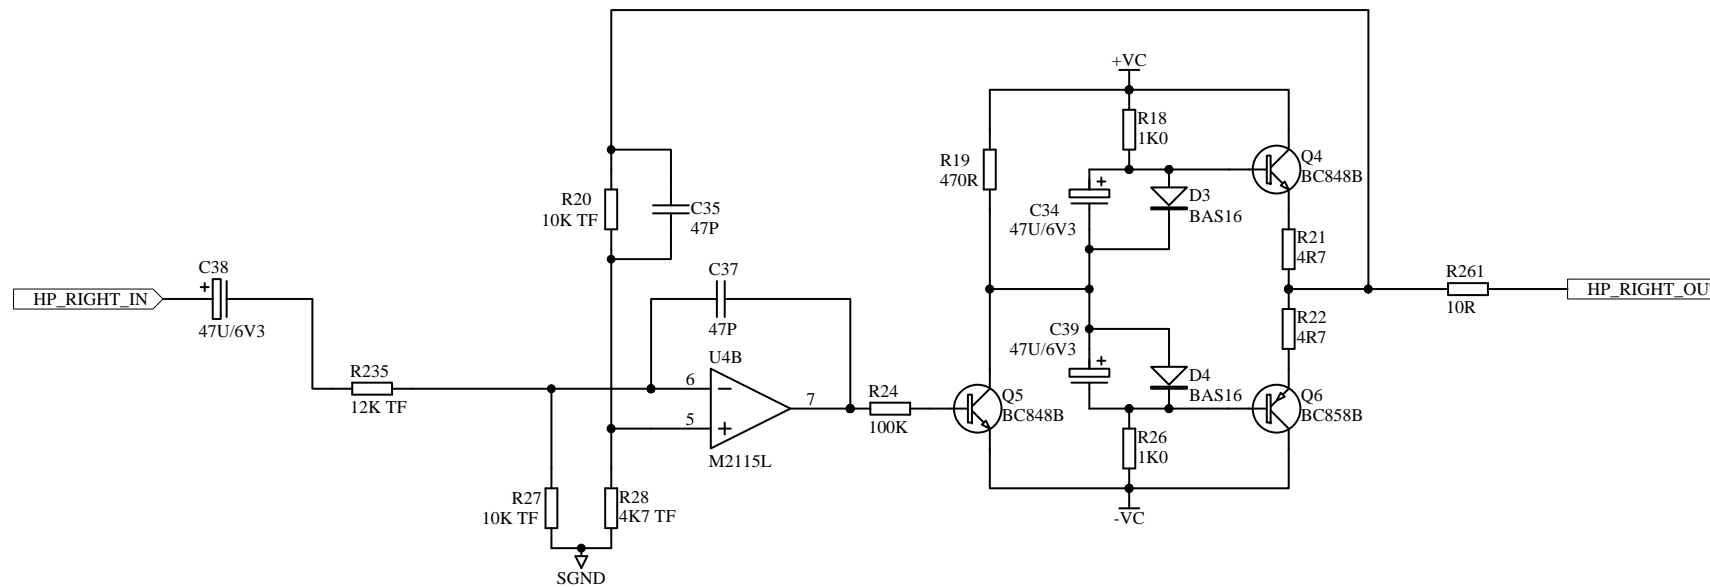 +VC
R18
1K0
R19
470R
Q4
BC848B
R20
10K TF
C35
47P
C34
47U/6V3
D3
BAS16
R21
4R7
C38
HP_RIGHT_IN
47U/6V3
C37
47P
R261
10R
HP_RIGHT_OUT
R22
4R7
C39
47U/6V3
U4B
R235
12K TF
6
5
7
M2115L
R24
100K
Q5
BC848B
D4
BAS16
Q6
BC858B
R26
1K0
R27
10K TF
R28
4K7 TF
-VC
SGND